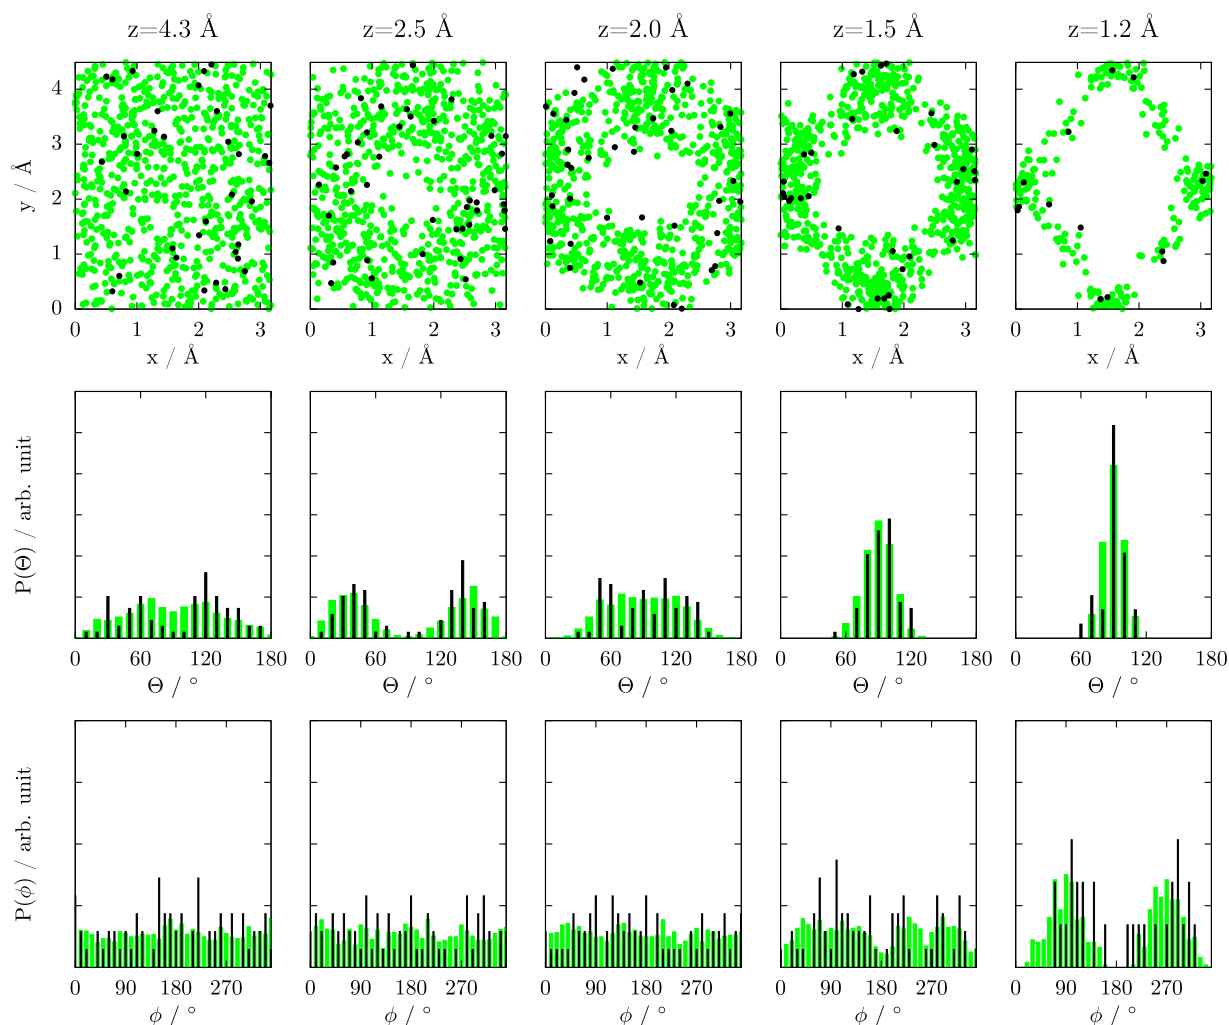 z=4.3 Å z=2.5 Å z=2.0 Å z=1.5 Å z=1.2 Å
4
3
2
1
0
y / Å
0 1 2 3 0 1 2 3 0 1 2 3 0 1 2 3 0 1 2 3
x / Å x / Å x / Å x / Å x / Å
P(Θ) / arb. unit
0 60 120 180 0 60 120 180 0 60 120 180 0 60 120 180 0 60 120 180
Θ / ° Θ / ° Θ / ° Θ / ° Θ / °
P(ϕ) / arb. unit
0 90 180 270 0 90 180 270 0 90 180 270 0 90 180 270 0 90 180 270
ϕ / ° ϕ / ° ϕ / ° ϕ / ° ϕ / °